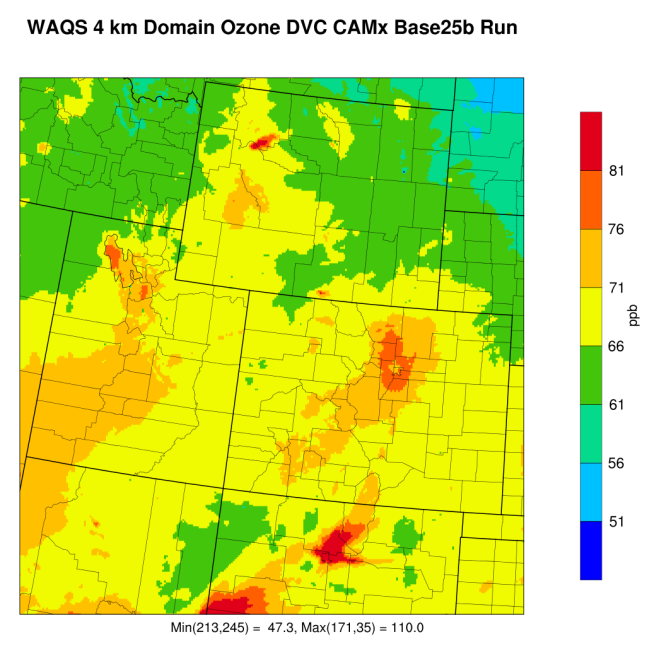 WAQS 4 km Domain Ozone DVC CAMx Base25b Run
81
76
71
66
61
56
51
ppb
Min(213,245) = 47.3, Max(171,35) = 110.0